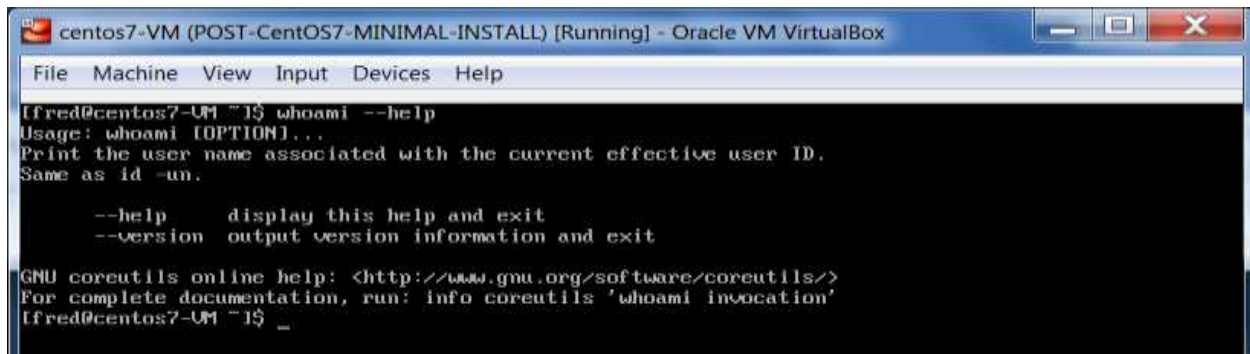 centos7-VM (POST-CentOS7-MINIMAL-INSTALL) [Running] - Oracle VM VirtualBox
File Machine View Input Devices Help
[fred@centos7-VM ~]$ whoami --help
Usage: whoami [OPTION]...
Print the user name associated with the current effective user ID.
Same as id -un.
--help display this help and exit
--version output version information and exit
GNU coreutils online help: <http://www.gnu.org/software/coreutils/>
For complete documentation, run: info coreutils 'whoami invocation'
[fred@centos7-VM ~]$ _